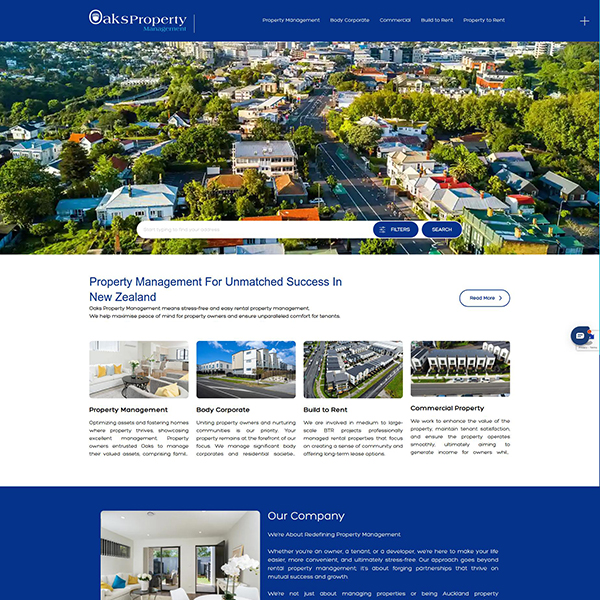 OaksProperty
Management
Property Management Body Corporate Commercial Build to Rent Property to Rent
Start typing to find your address
FILTERS
SEARCH
Property Management For Unmatched Success In
New Zealand
Oaks Property Management means stress-free and easy rental property management.
We help maximise peace of mind for property owners and ensure unparalleled comfort for tenants.
Read More
Property Management
Optimizing assets and fostering homes
where property thrives, showcasing
excellent management. Property
owners entrusted Oaks to manage
their valued assets, comprising famil..
Body Corporate
Uniting property owners and nurturing
communities is our priority. Your
property remains at the forefront of our
focus. We manage significant body
corporates and residential societie..
Build to Rent
We are involved in medium to large-
scale BTR projects professionally
managed rental properties that focus
on creating a sense of community and
offering long-term lease options.
Commercial Property
We work to enhance the value of the
property, maintain tenant satisfaction,
and ensure the property operates
smoothly, ultimately aiming to
generate income for owners whil..
Our Company
We're About Redefining Property Management
Whether you're an owner, a tenant, or a developer, we're here to make your life
easier, more convenient, and ultimately stress-free. Our approach goes beyond
rental property management; it's about forging partnerships that thrive on
mutual success and growth.
We're not just about managing properties or being Auckland property